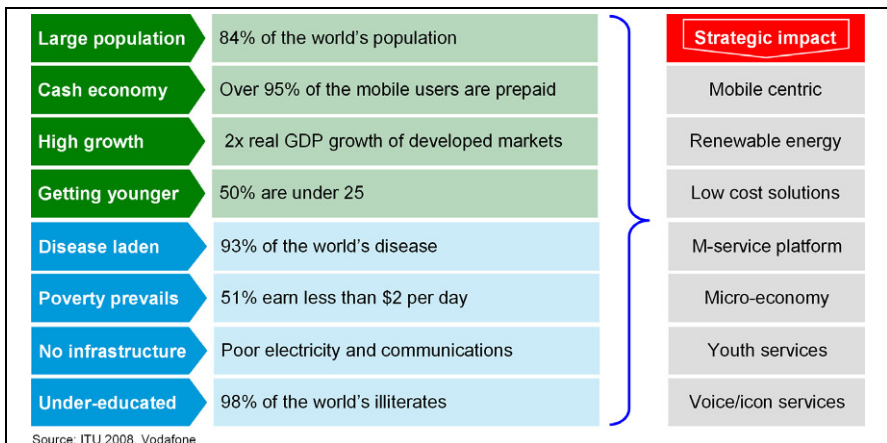 Large population 84% of the world's population
Cash economy Over 95% of the mobile users are prepaid
High growth 2x real GDP growth of developed markets
Getting younger 50% are under 25
Disease laden 93% of the world's disease
Poverty prevails 51% earn less than $2 per day
No infrastructure Poor electricity and communications
Under-educated 98% of the world's illiterates
Strategic impact
Mobile centric
Renewable energy
Low cost solutions
M-service platform
Micro-economy
Youth services
Voice/icon services
Source: ITU 2008, Vodafone